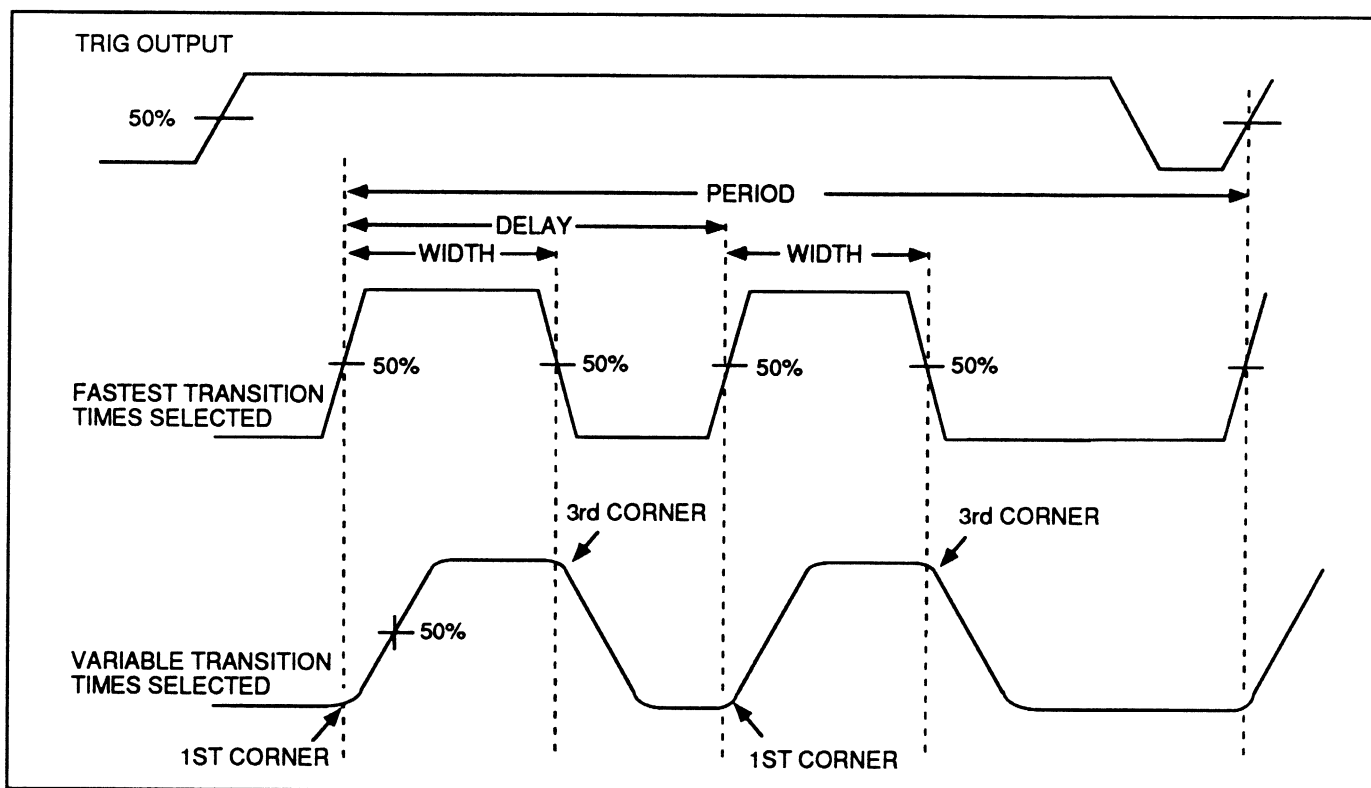 TRIG OUTPUT
50%
PERIOD
DELAY
WIDTH
WIDTH
50%
50%
50%
50%
FASTEST TRANSITION
TIMES SELECTED
3rd CORNER
3rd CORNER
50%
VARIABLE TRANSITION
TIMES SELECTED
1ST CORNER
1ST CORNER